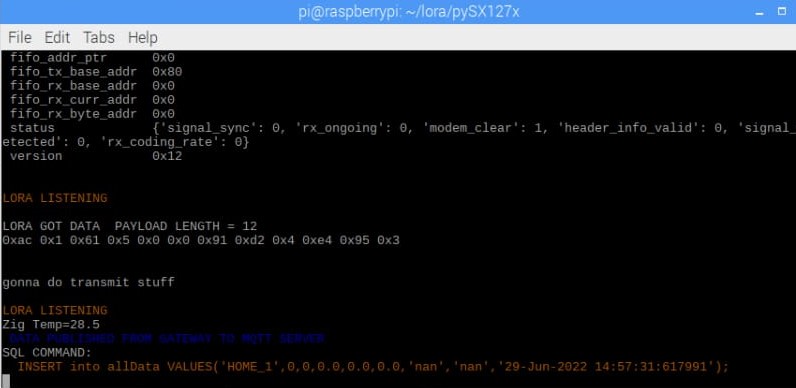 pi@raspberrypi: ~/lora/pySX127x
File Edit Tabs Help
fifo_addr_ptr 0x0
fifo_tx_base_addr 0x80
fifo_rx_base_addr 0x0
fifo_rx_curr_addr 0x0
fifo_rx_byte_addr 0x0
status {'signal_sync': 0, 'rx_ongoing': 0, 'modem_clear': 1, 'header_info_valid': 0, 'signal_
etected': 0, 'rx_coding_rate': 0}
version 0x12
LORA LISTENING
LORA GOT DATA PAYLOAD LENGTH = 12
0xac 0x1 0x61 0x5 0x0 0x0 0x91 0xd2 0x4 0xe4 0x95 0x3
gonna do transmit stuff
LORA LISTENING
Zig Temp=28.5
DATA PUBLISHED FROM GATEWAY TO MQTT SERVER
SQL COMMAND:
INSERT into allData VALUES('HOME_1',0,0,0.0,0.0,0.0,'nan','nan','29-Jun-2022 14:57:31:617991');